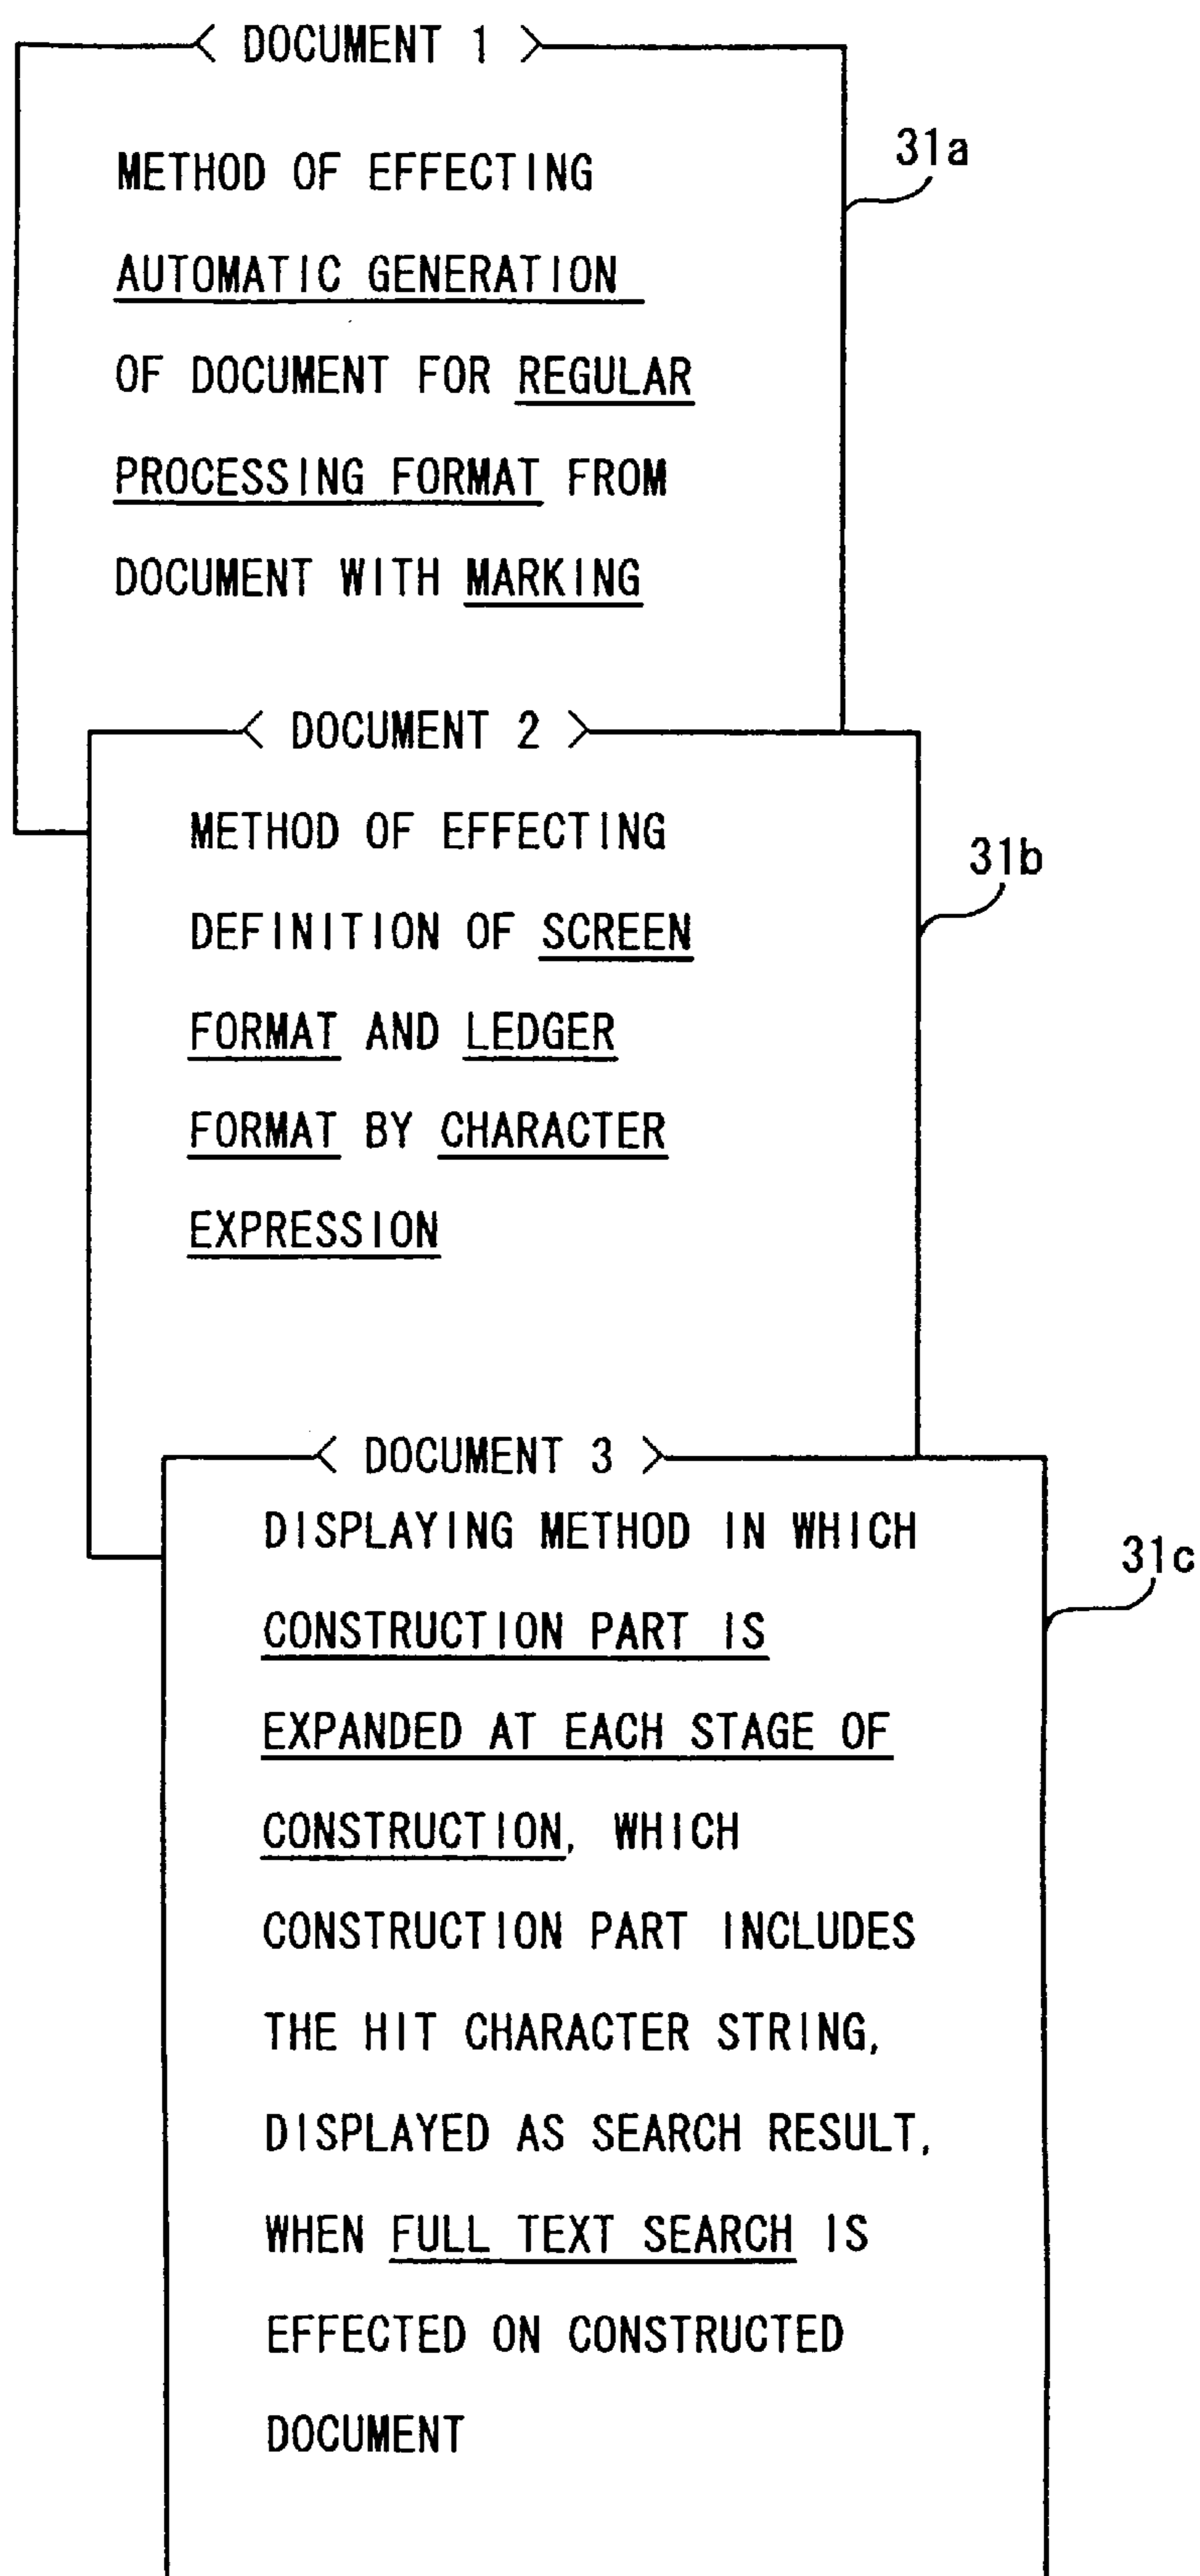 < DOCUMENT 1 >
31a
METHOD OF EFFECTING
AUTOMATIC GENERATION
OF DOCUMENT FOR REGULAR
PROCESSING FORMAT FROM
DOCUMENT WITH MARKING
< DOCUMENT 2 >
METHOD OF EFFECTING
31b
DEFINITION OF SCREEN
FORMAT AND LEDGER
FORMAT BY CHARACTER
EXPRESSION
< DOCUMENT 3 >
DISPLAYING METHOD IN WHICH
31c
CONSTRUCTION PART IS
EXPANDED AT EACH STAGE OF
CONSTRUCTION, WHICH
CONSTRUCTION PART INCLUDES
THE HIT CHARACTER STRING,
DISPLAYED AS SEARCH RESULT,
WHEN FULL TEXT SEARCH IS
EFFECTED ON CONSTRUCTED
DOCUMENT